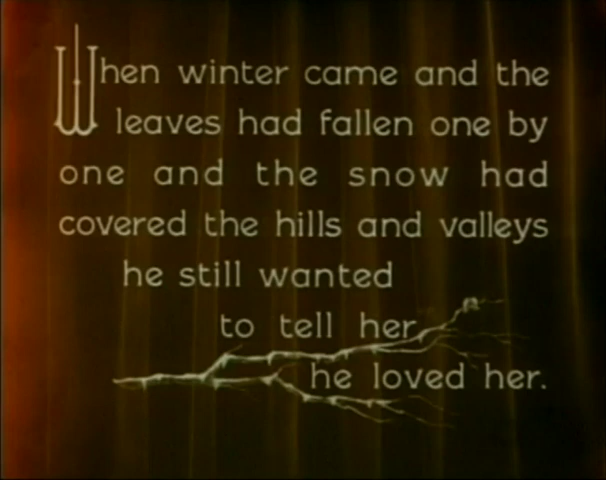 When winter came and the
leaves had fallen one by
one and the snow had
covered the hills and valleys
he still wanted
to tell her
he loved her.